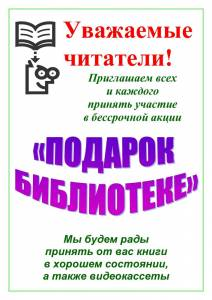 Уважаемые
читатели!
Приглашаем всех
и каждого
принять участие
в бессрочной акции
«ПОДАРОК
БИБЛИОТЕКЕ»
Мы будем рады
принять от вас книги
в хорошем состоянии,
а также видеокассеты